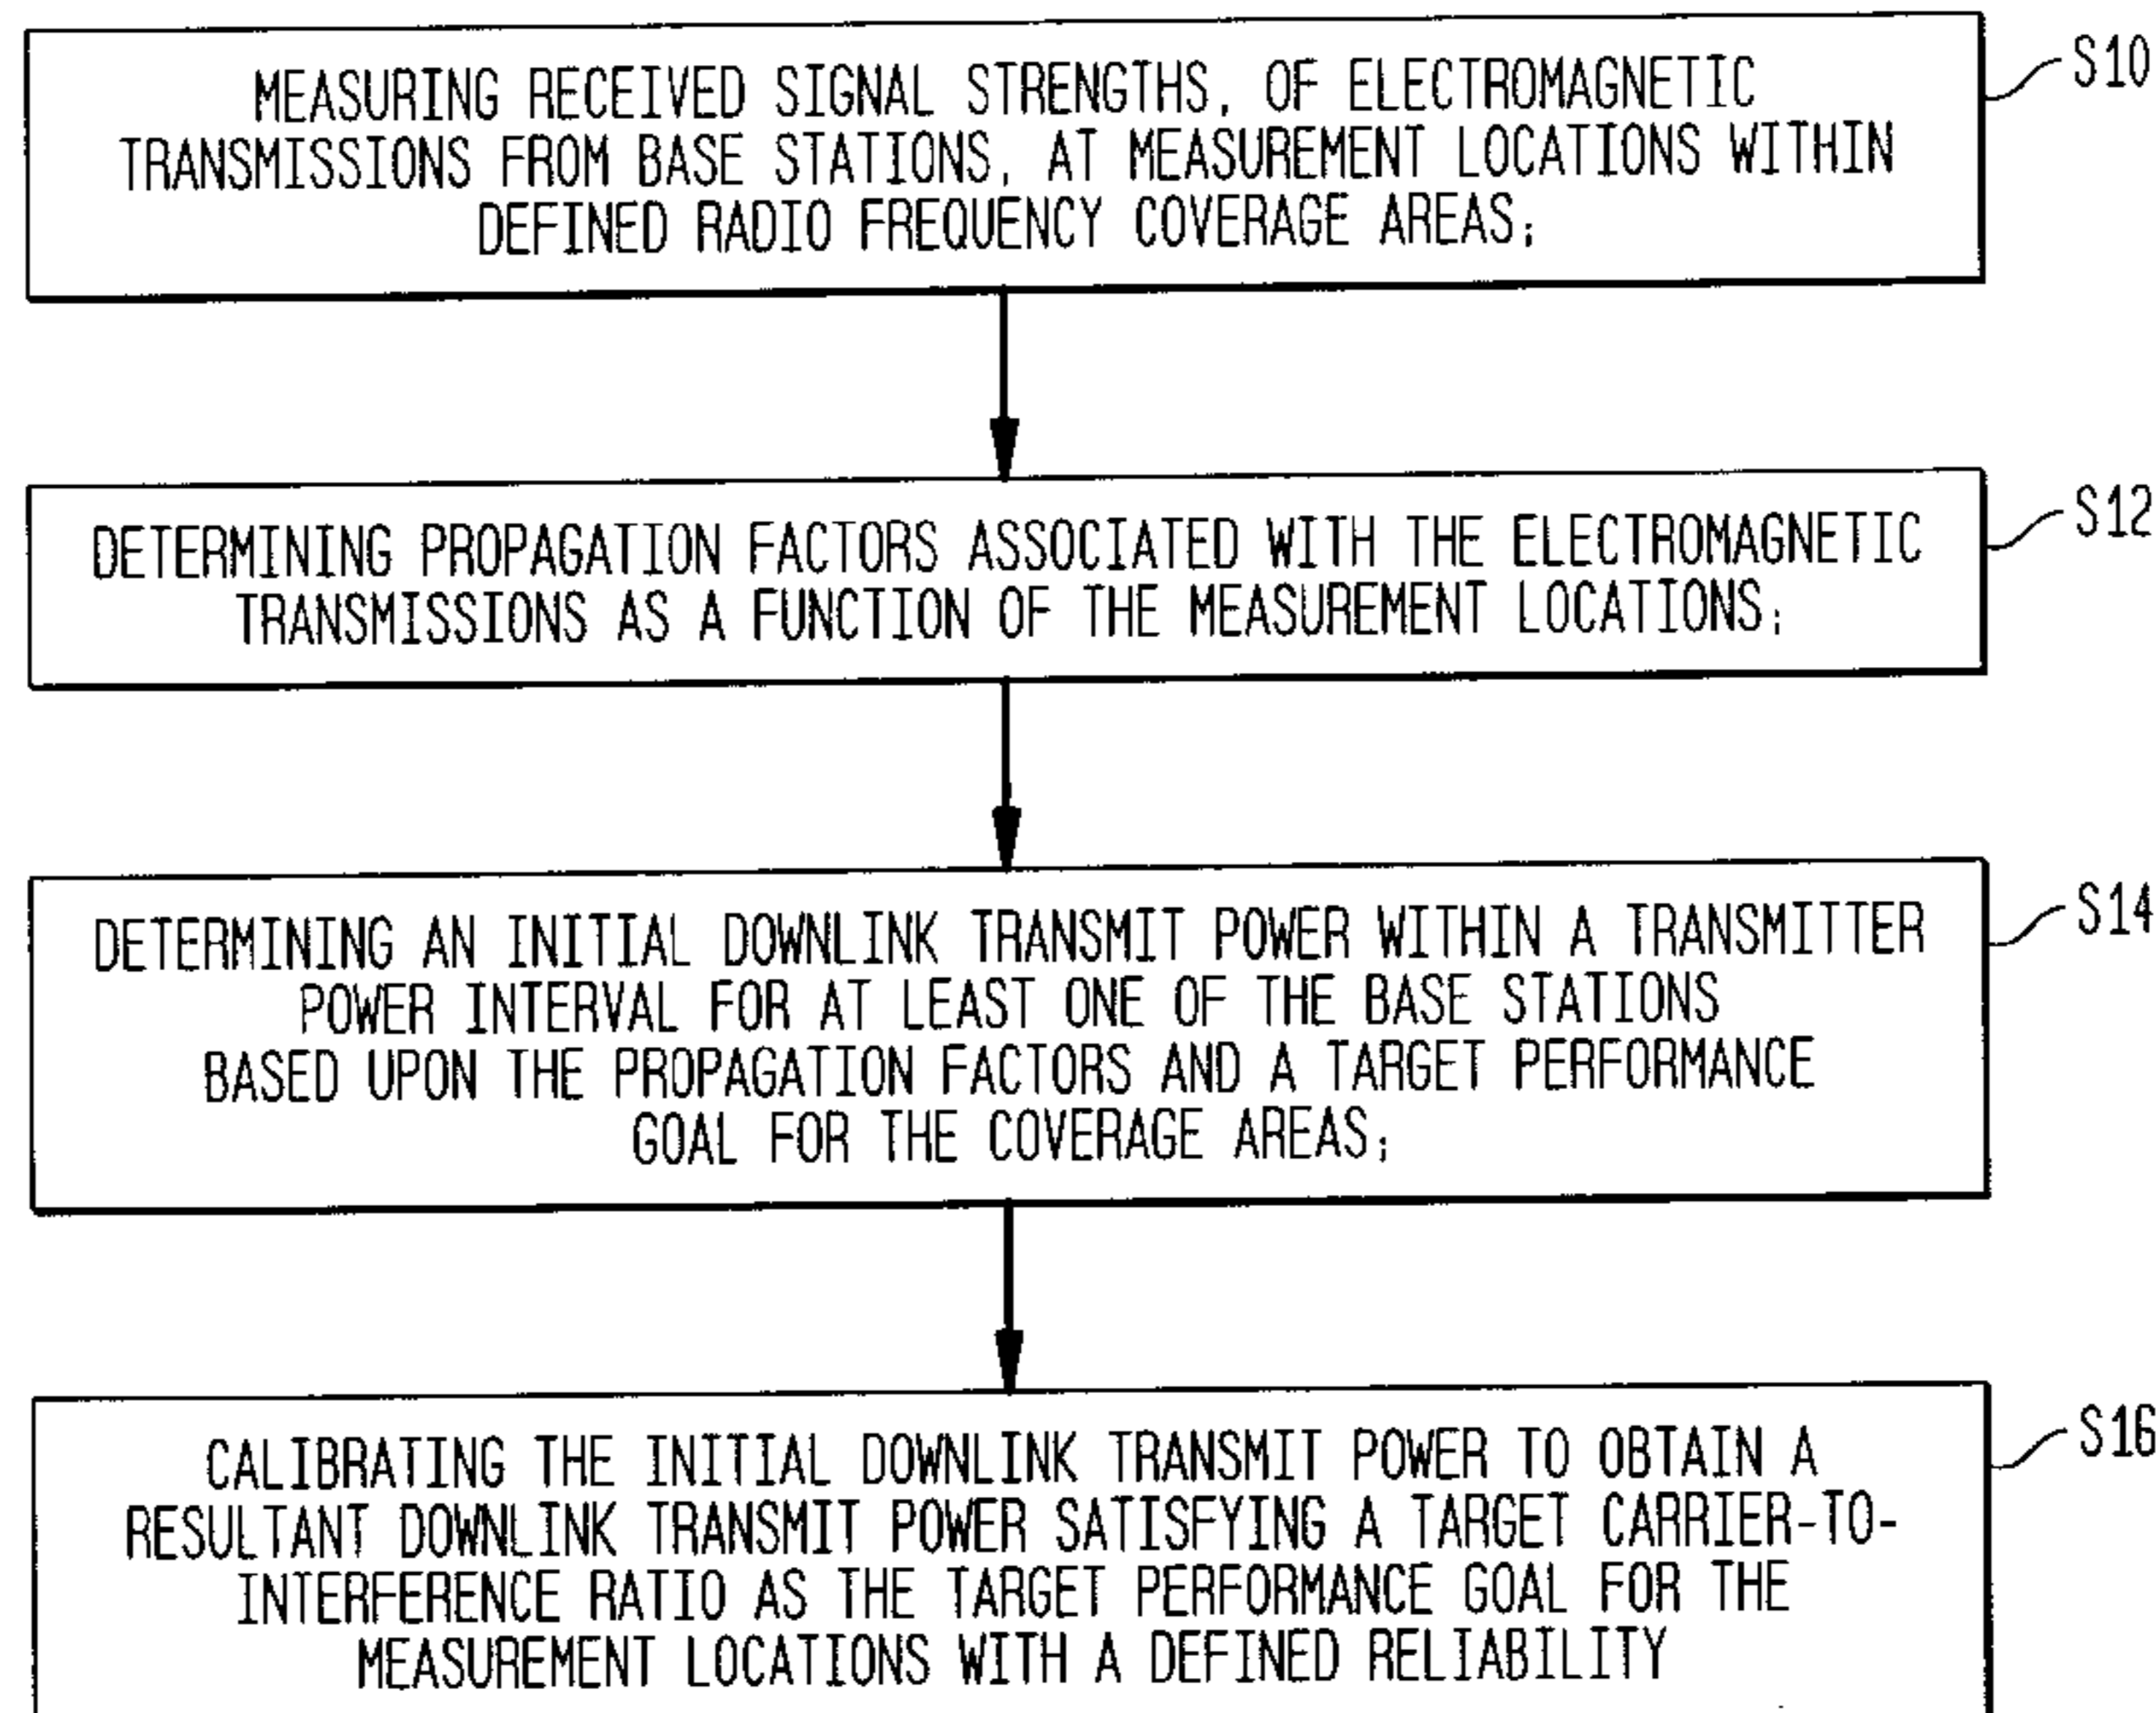 MEASURING RECEIVED SIGNAL STRENGTHS, OF ELECTROMAGNETIC
TRANSMISSIONS FROM BASE STATIONS, AT MEASUREMENT LOCATIONS WITHIN
DEFINED RADIO FREQUENCY COVERAGE AREAS;
S10
DETERMINING PROPAGATION FACTORS ASSOCIATED WITH THE ELECTROMAGNETIC
TRANSMISSIONS AS A FUNCTION OF THE MEASUREMENT LOCATIONS;
S12
DETERMINING AN INITIAL DOWNLINK TRANSMIT POWER WITHIN A TRANSMITTER
POWER INTERVAL FOR AT LEAST ONE OF THE BASE STATIONS
BASED UPON THE PROPAGATION FACTORS AND A TARGET PERFORMANCE
GOAL FOR THE COVERAGE AREAS;
S14
CALIBRATING THE INITIAL DOWNLINK TRANSMIT POWER TO OBTAIN A
RESULTANT DOWNLINK TRANSMIT POWER SATISFYING A TARGET CARRIER-TO-
INTERFERENCE RATIO AS THE TARGET PERFORMANCE GOAL FOR THE
MEASUREMENT LOCATIONS WITH A DEFINED RELIABILITY
S16